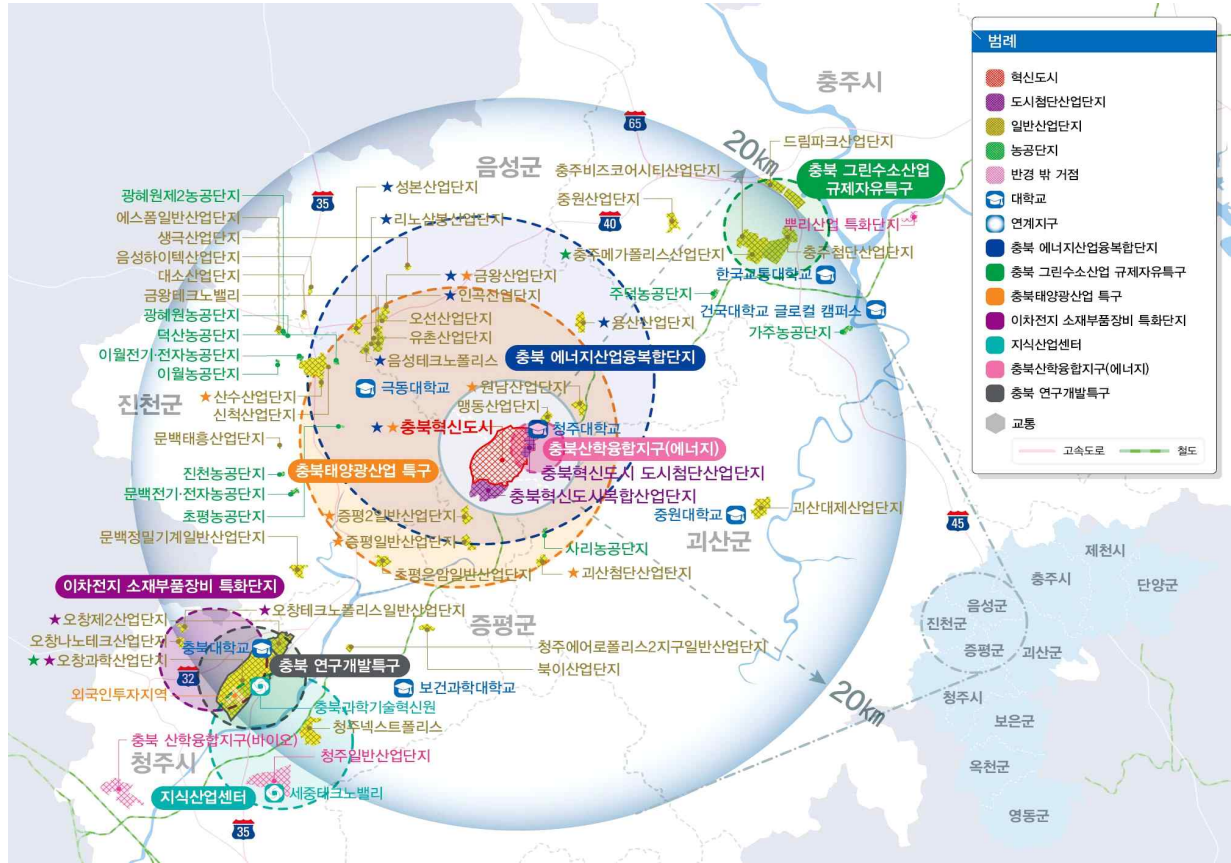 범례
혁신도시
도시첨단산업단지
일반산업단지
농공단지
반경 밖 거점
대학교
연계지구
충북 에너지산업융복합단지
충북 그린수소산업 규제자유특구
충북태양광산업 특구
이차전지 소재부품장비 특화단지
지식산업센터
충북산학융합지구(에너지)
충북 연구개발특구
교통
고속도로
철도
충주시
65
20km
드림파크산업단지
음성군
충주비즈코어시티산업단지
충북 그린수소산업
규제자유특구
광혜원제2농공단지
★성본산업단지
35
중원산업단지
에스폼일반산업단지
★리노산봉산업단지
40
뿌리산업 특화단지
생극산업단지
★충주메가폴리스산업단지
충주첨단산업단지
음성하이텍산업단지
★★금왕산업단지
한국교통대학교
대소산업단지
★인곡산업단지
주덕농공단지
금왕테크노밸리
건국대학교 글로컬 캠퍼스
광혜원농공단지
오선산업단지
★용산산업단지
가주농공단지
덕산농공단지
유촌산업단지
이월전기·전자농공단지
★음성테크노폴리스
충북 에너지산업융복합단지
이월농공단지
극동대학교
★원남산업단지
진천군
★산수산업단지
맹동산업단지
신척산업단지
★★충북혁신도시
청주대학교
문백태흥산업단지
충북산학융합지구(에너지)
진천농공단지
충북태양광산업 특구
충북혁신도시 도시첨단산업단지
문백전기·전자농공단지
충북혁신도시복합산업단지
초평농공단지
★증평2일반산업단지
중원대학교
괴산대제산업단지
45
문백정밀기계일반산업단지
★증평일반산업단지
사리농공단지
괴산군
초평은암일반산업단지
★괴산첨단산업단지
이차전지 소재부품장비 특화단지
★오창테크노폴리스일반산업단지
★오창제2산업단지
증평군
오창나노테크산업단지
충북대학교
청주에어로폴리스2지구일반산업단지
★★오창과학산업단지
충북 연구개발특구
북이산업단지
32
외국인투자지역
보건과학대학교
20km
충북과학기술혁신원
청주넥스트폴리스
충북 산학융합지구(바이오)
청주일반산업단지
청주시
지식산업센터
세중테크노밸리
35
제천시
충주시
단양군
음성군
진천군
증평군
괴산군
청주시
보은군
옥천군
영동군